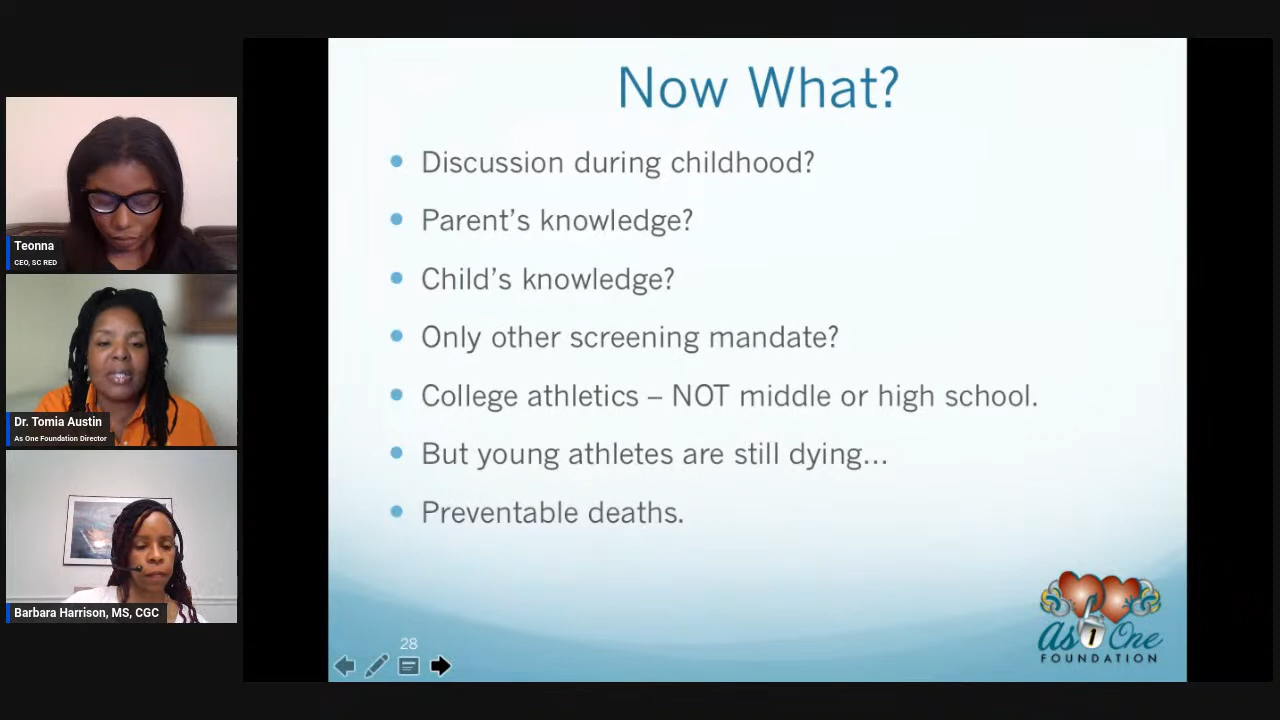 Now What?
Discussion during childhood?
Parent's knowledge?
Child's knowledge?
Only other screening mandate?
College athletics – NOT middle or high school.
But young athletes are still dying...
Preventable deaths.
28
As 1 One
FOUNDATION
Teonna
CEO, SC RED
Dr. Tomia Austin
As One Foundation Director
Barbara Harrison, MS, CGC